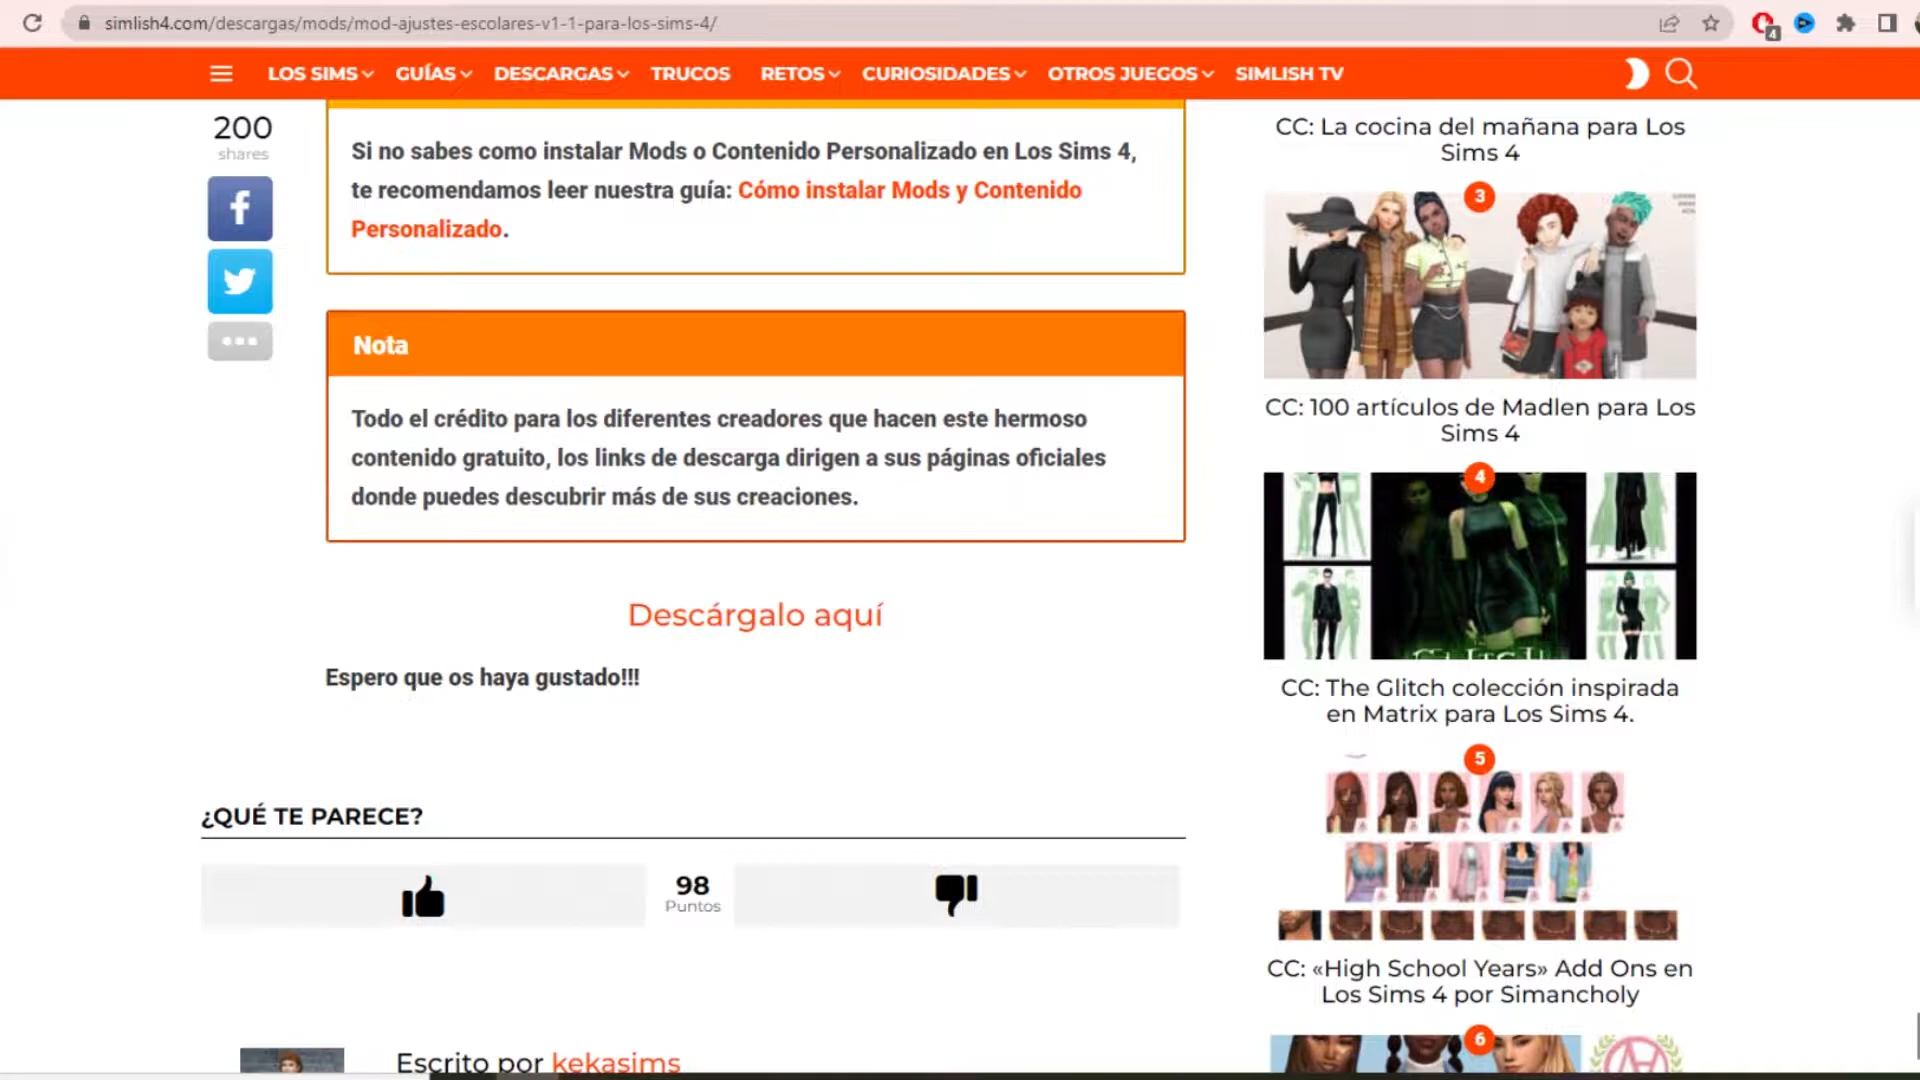 simlish4.com/descargas/mods/mod-ajustes-escolares-v1-1-para-los-sims-4/
4
LOS SIMS GUÍAS DESCARGAS TRUCOS RETOS CURIOSIDADES OTROS JUEGOS SIMLISH TV
200
shares
Si no sabes como instalar Mods o Contenido Personalizado en Los Sims 4,
te recomendamos leer nuestra guía: Cómo instalar Mods y Contenido
Personalizado.
Nota
Todo el crédito para los diferentes creadores que hacen este hermoso
contenido gratuito, los links de descarga dirigen a sus páginas oficiales
donde puedes descubrir más de sus creaciones.
Descárgalo aquí
Espero que os haya gustado!!!
¿QUÉ TE PARECE?
98
Puntos
Escrito por kekasims
CC: La cocina del mañana para Los
Sims 4
3
CC: 100 artículos de Madlen para Los
Sims 4
4
CC: The Glitch colección inspirada
en Matrix para Los Sims 4.
5
CC: «High School Years» Add Ons en
Los Sims 4 por Simancholy
6